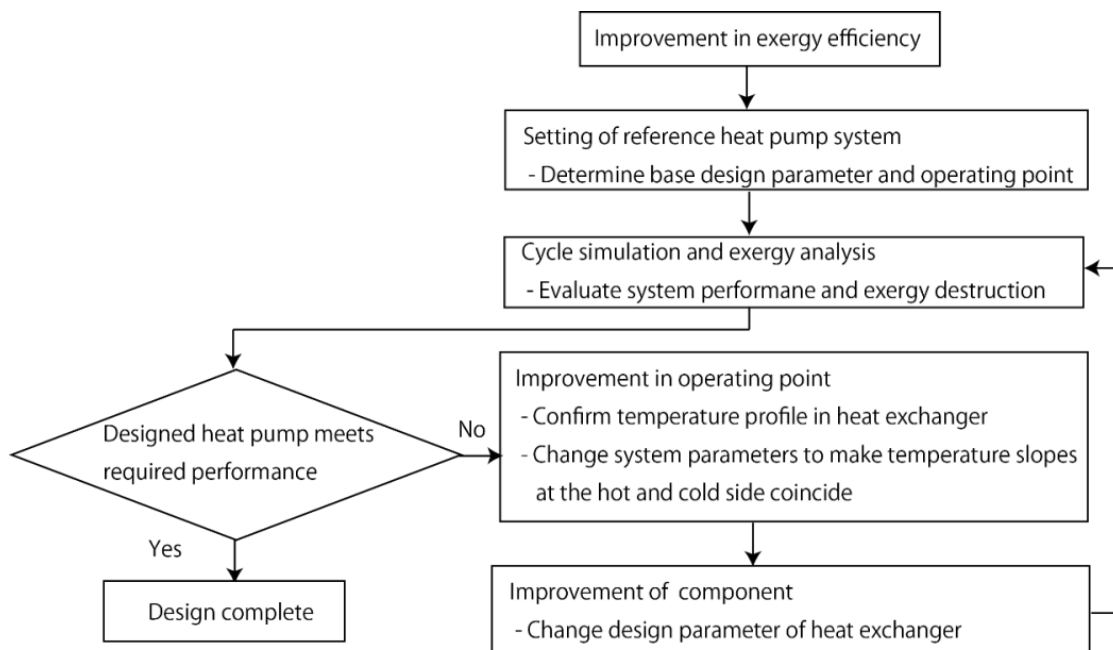 Improvement in exergy efficiency
Setting of reference heat pump system
- Determine base design parameter and operating point
Cycle simulation and exergy analysis
- Evaluate system performane and exergy destruction
Designed heat pump meets
required performance
No
Improvement in operating point
- Confirm temperature profile in heat exchanger
- Change system parameters to make temperature slopes
at the hot and cold side coincide
Yes
Design complete
Improvement of component
- Change design parameter of heat exchanger